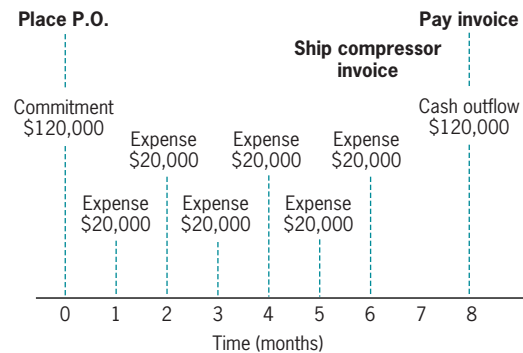 Place P.O.
Pay invoice
Ship compressor
invoice
Commitment
$120,000
Cash outflow
$120,000
Expense
$20,000
Expense
$20,000
Expense
$20,000
Expense
$20,000
Expense
$20,000
Expense
$20,000
0 1 2 3 4 5 6 7 8
Time (months)